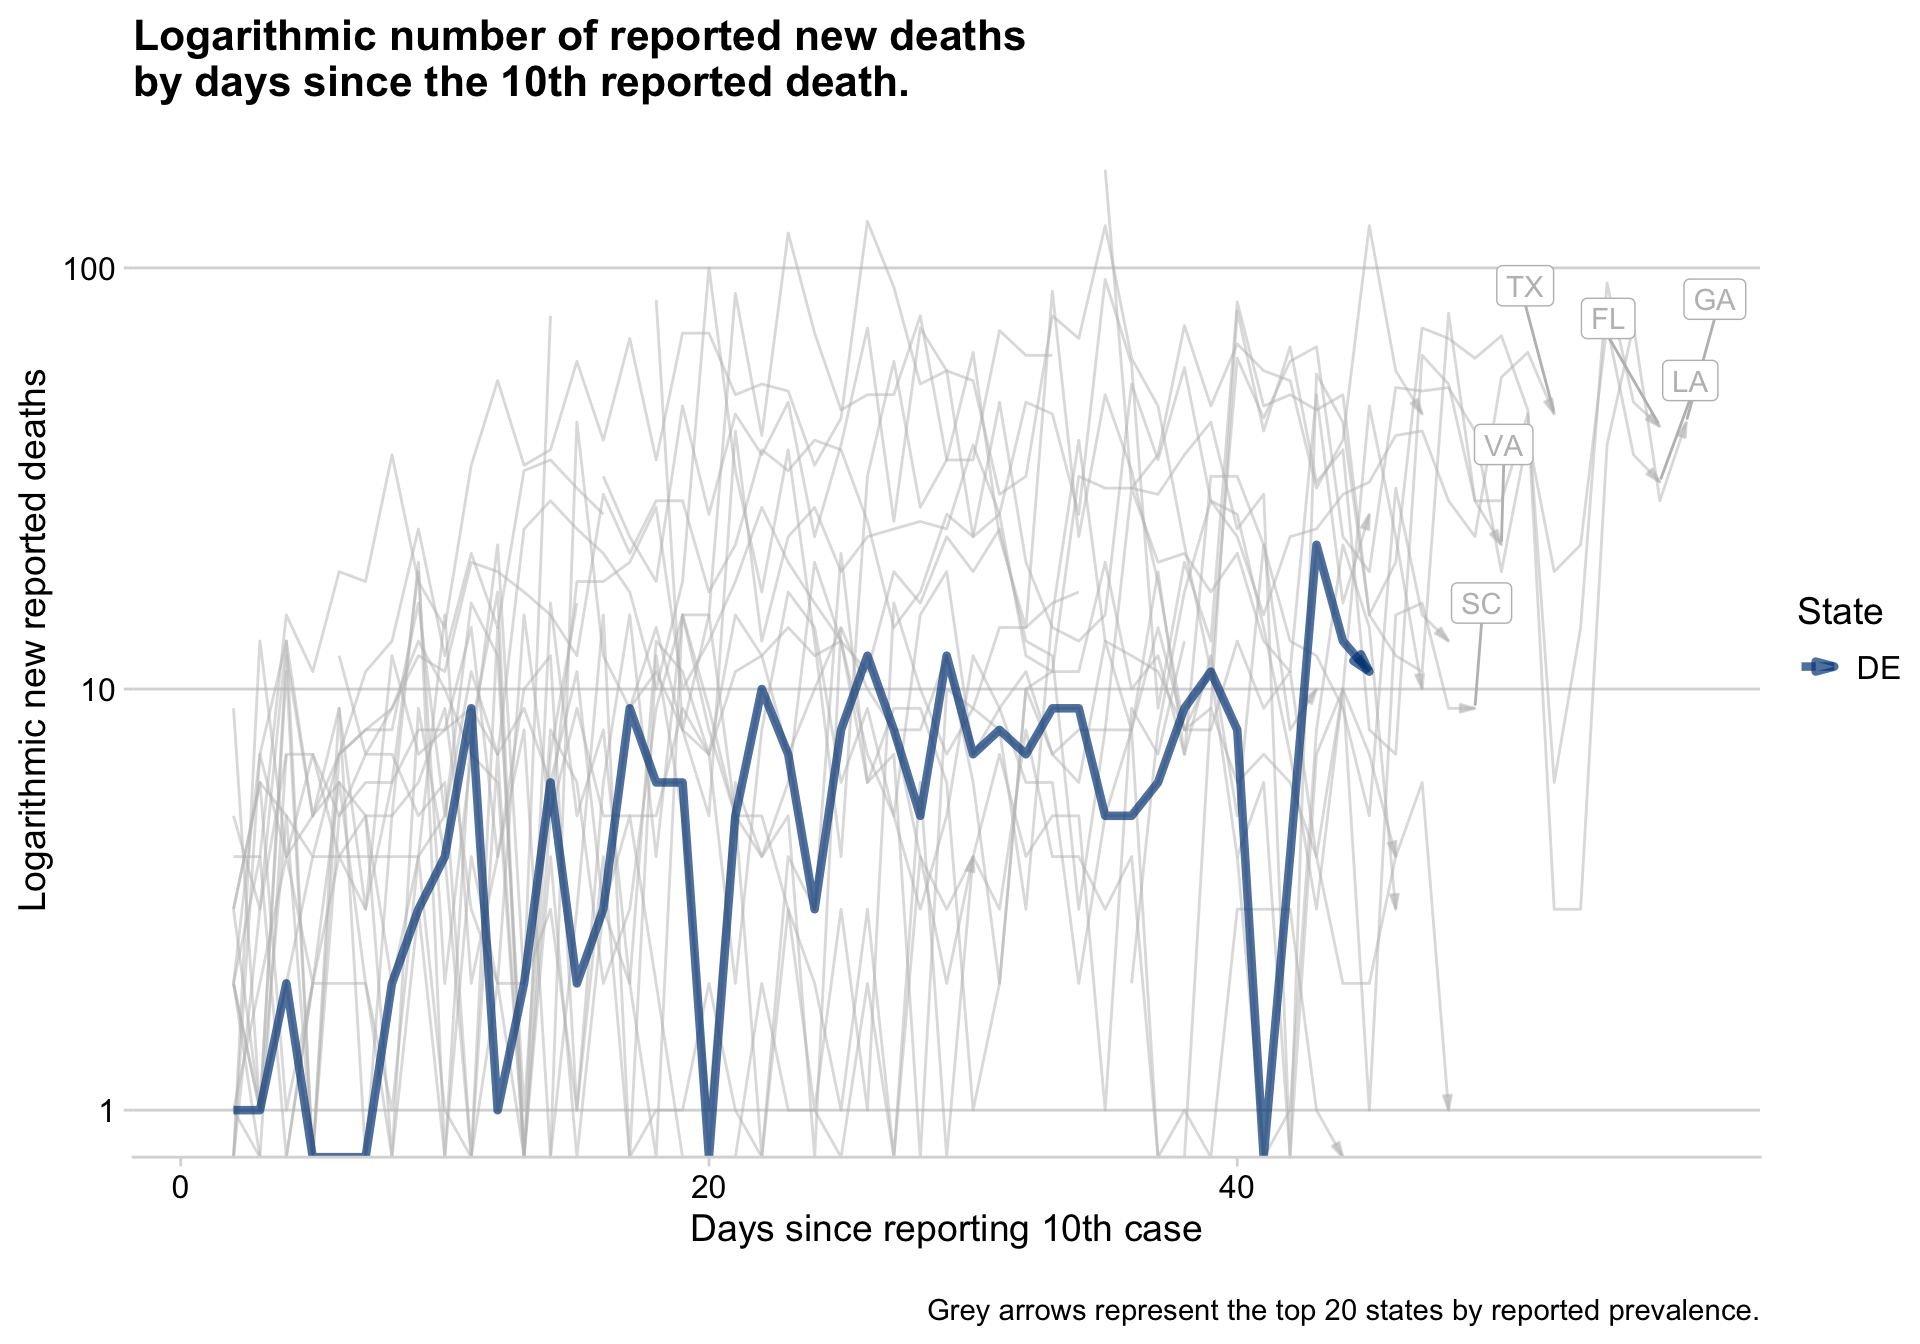 Logarithmic number of reported new deaths
by days since the 10th reported death.
Logarithmic new reported deaths
100
10
1
TX
FL
GA
LA
VA
SC
State
DE
0
20
40
Days since reporting 10th case
Grey arrows represent the top 20 states by reported prevalence.